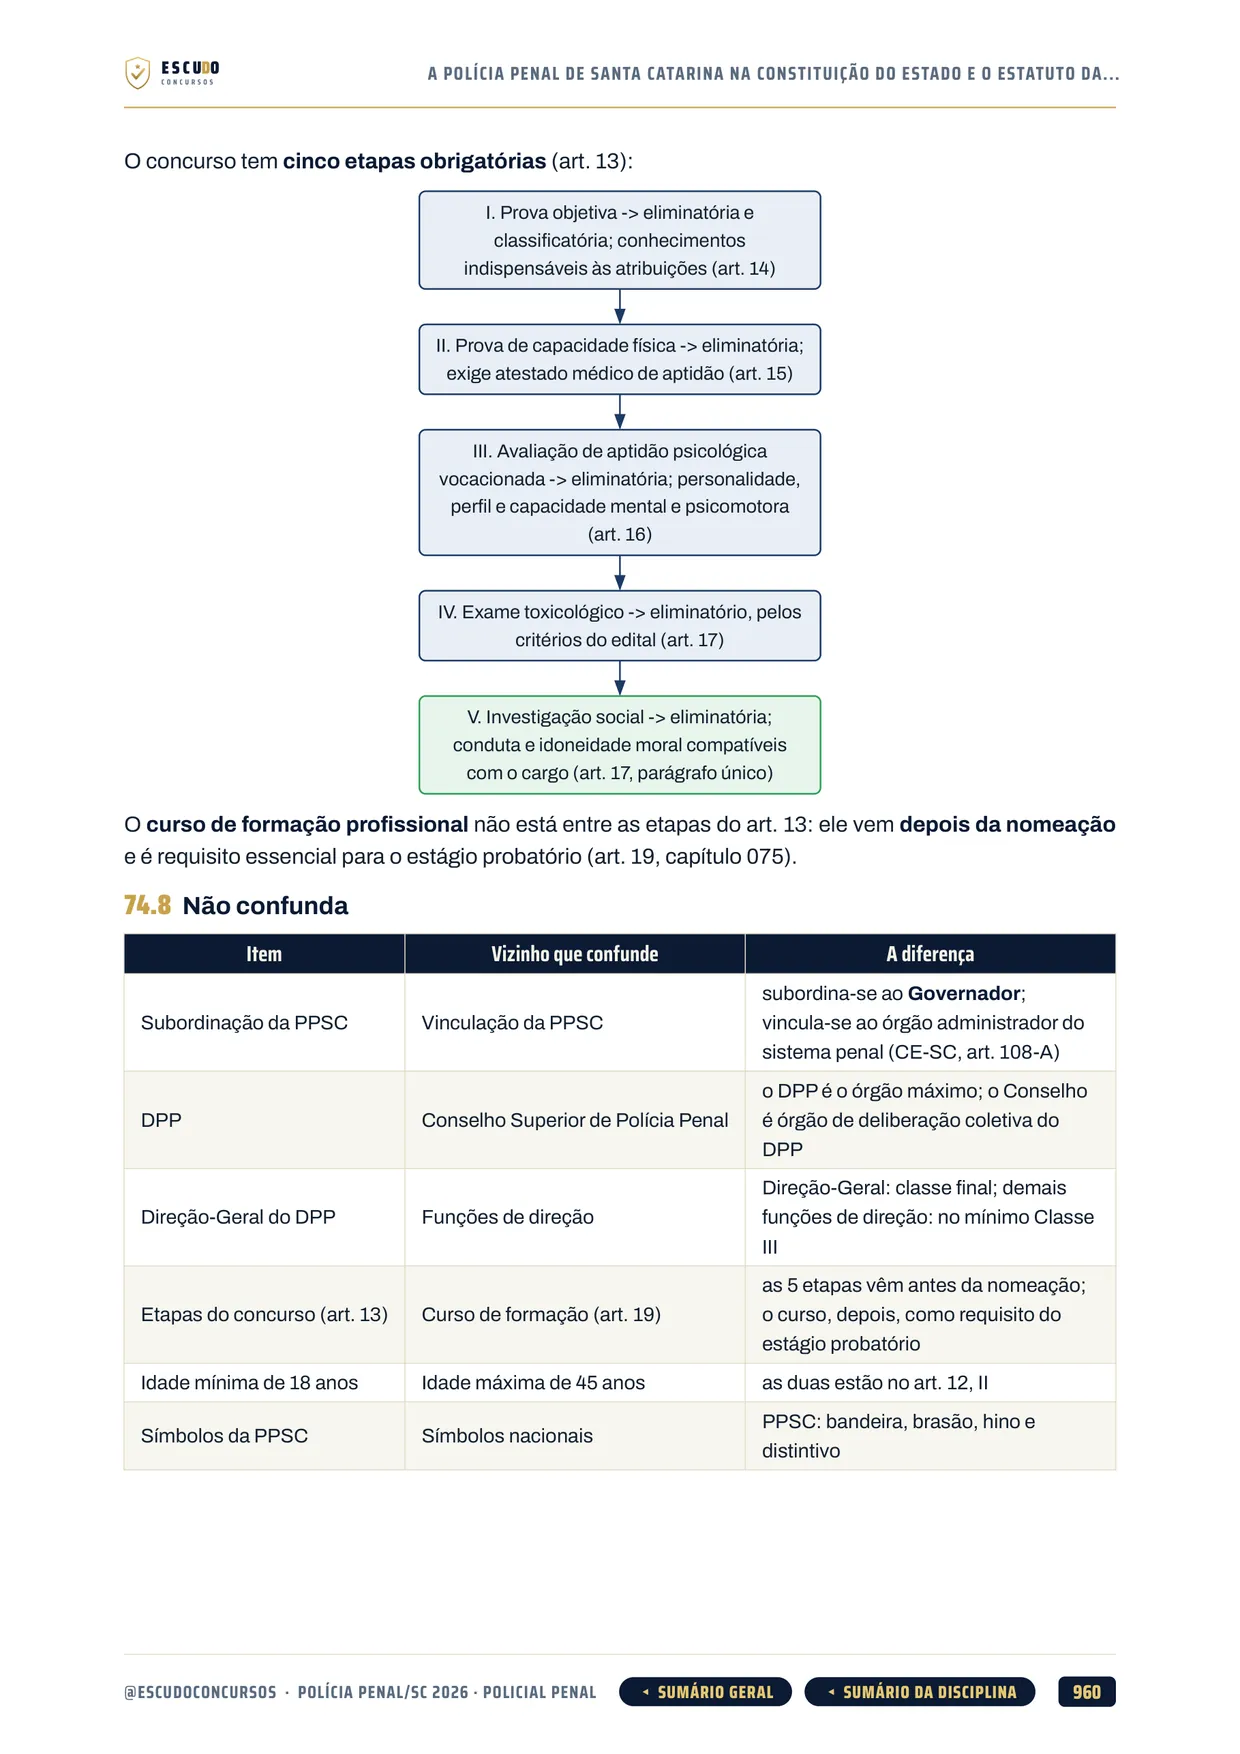 ESCUDO
CONCURSOS
A POLÍCIA PENAL DE SANTA CATARINA NA CONSTITUIÇÃO DO ESTADO E O ESTATUTO DA...
O concurso tem cinco etapas obrigatórias (art. 13):
I. Prova objetiva -> eliminatória e
classificatória; conhecimentos
indispensáveis às atribuições (art. 14)
II. Prova de capacidade física -> eliminatória;
exige atestado médico de aptidão (art. 15)
III. Avaliação de aptidão psicológica
vocacionada -> eliminatória; personalidade,
perfil e capacidade mental e psicomotora
(art. 16)
IV. Exame toxicológico -> eliminatório, pelos
critérios do edital (art. 17)
V. Investigação social -> eliminatória;
conduta e idoneidade moral compatíveis
com o cargo (art. 17, parágrafo único)
O curso de formação profissional não está entre as etapas do art. 13: ele vem depois da nomeação
e é requisito essencial para o estágio probatório (art. 19, capítulo 075).
74.8 Não confunda
Item Vizinho que confunde A diferença
Subordinação da PPSC Vinculação da PPSC subordina-se ao Governador;
vincula-se ao órgão administrador do
sistema penal (CE-SC, art. 108-A)
DPP Conselho Superior de Polícia Penal o DPP é o órgão máximo; o Conselho
é órgão de deliberação coletiva do
DPP
Direção-Geral do DPP Funções de direção Direção-Geral: classe final; demais
funções de direção: no mínimo Classe
III
Etapas do concurso (art. 13) Curso de formação (art. 19) as 5 etapas vêm antes da nomeação;
o curso, depois, como requisito do
estágio probatório
Idade mínima de 18 anos Idade máxima de 45 anos as duas estão no art. 12, II
Símbolos da PPSC Símbolos nacionais PPSC: bandeira, brasão, hino e
distintivo
@ESCUDOCONCURSOS · POLÍCIA PENAL/SC 2026 · POLICIAL PENAL SUMÁRIO GERAL SUMÁRIO DA DISCIPLINA 960